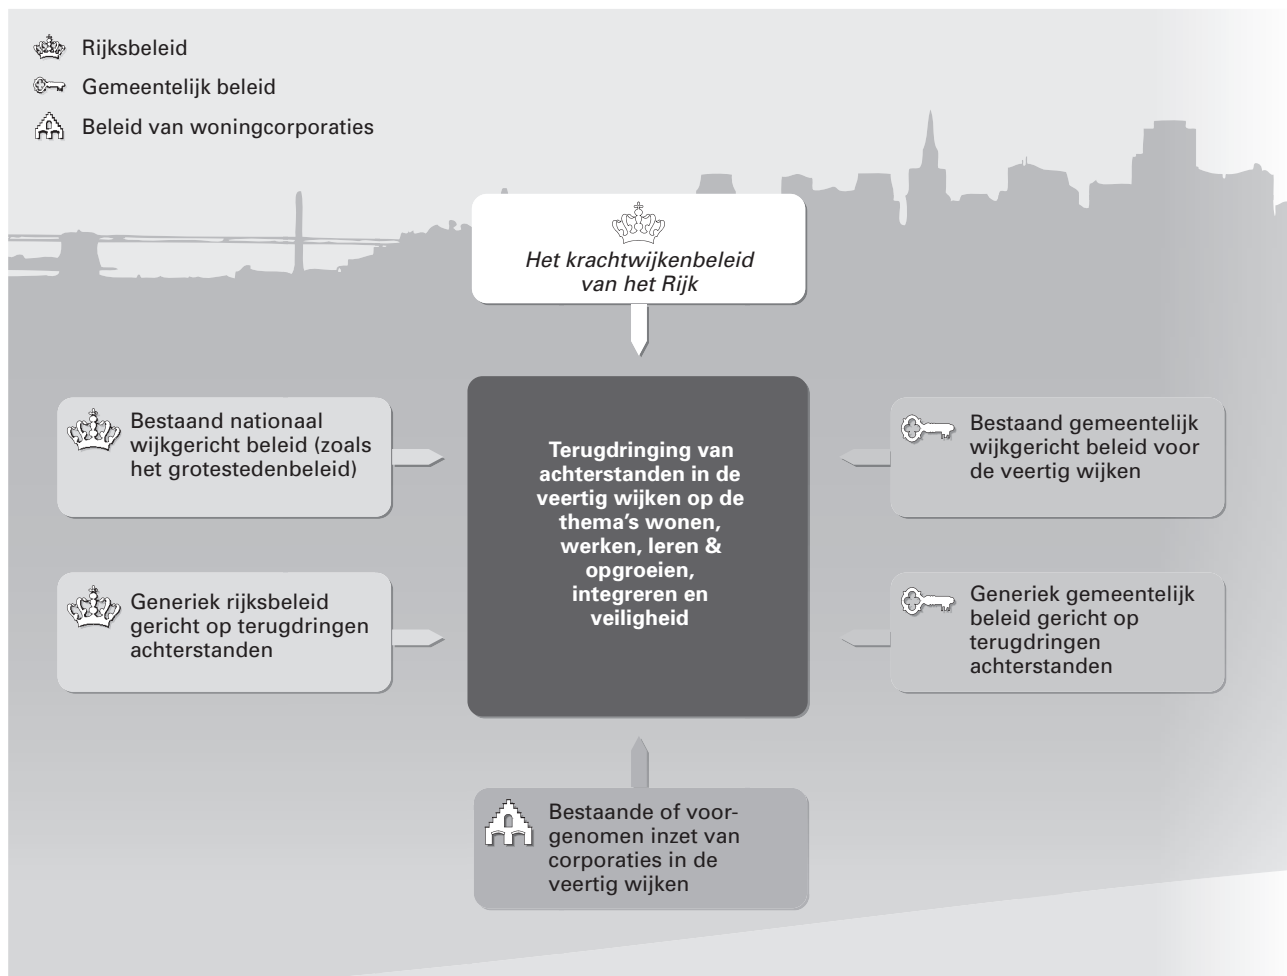 Rijksbeleid
Gemeentelijk beleid
Beleid van woningcorporaties
Het krachtwijkenbeleid
van het Rijk
Bestaand nationaal
wijkgericht beleid (zoals
het grotestedenbeleid)
Generiek rijksbeleid
gericht op terugdringen
achterstanden
Terugdringing van
achterstanden in de
veertig wijken op de
thema's wonen,
werken, leren &
opgroeien,
integreren en
veiligheid
Bestaand gemeentelijk
wijkgericht beleid voor
de veertig wijken
Generiek gemeentelijk
beleid gericht op
terugdringen
achterstanden
Bestaande of voor-
genomen inzet van
corporaties in de
veertig wijken